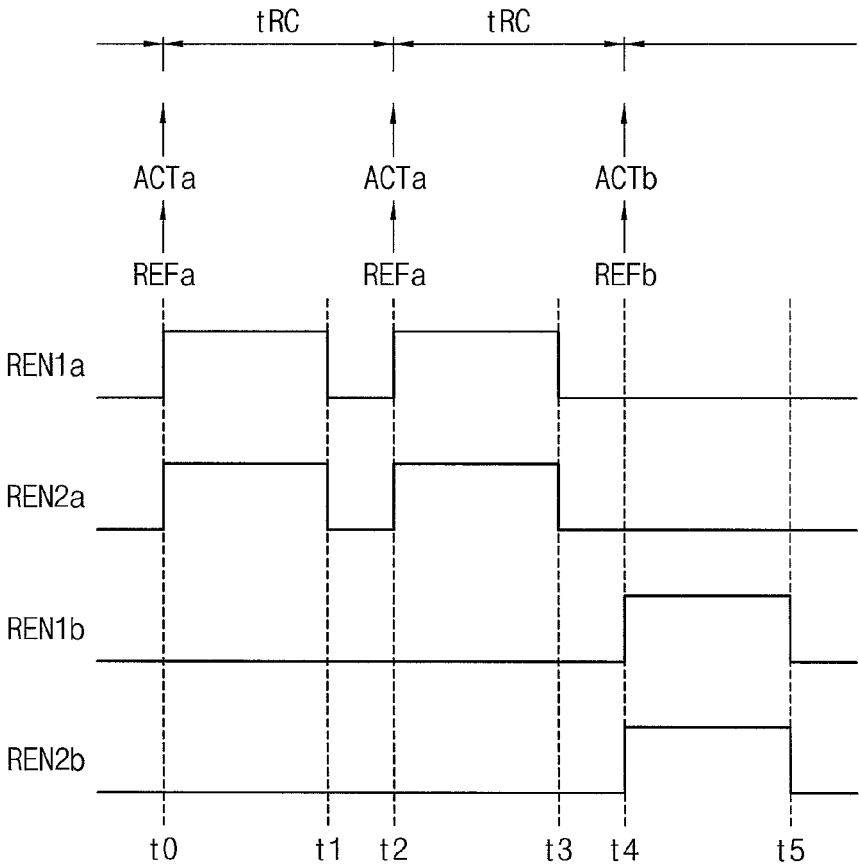 tRC tRC
ACTa ACTa ACTb
REFa REFa REFb
REN1a
REN2a
REN1b
REN2b
t0 t1 t2 t3 t4 t5